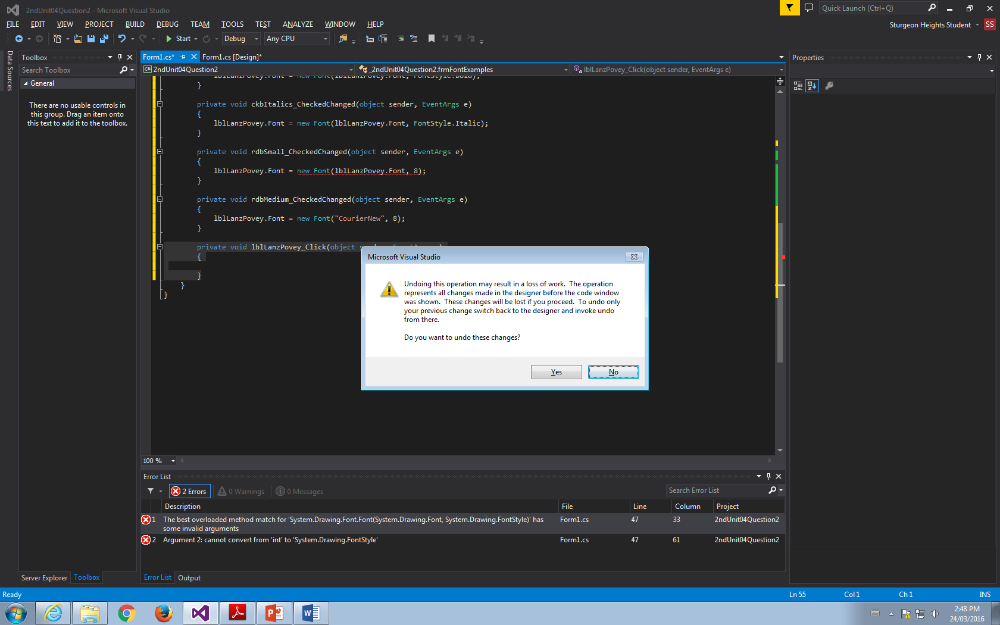 2ndUnit04Question2 - Microsoft Visual Studio
Quick Launch (Ctrl+Q)
FILE EDIT VIEW PROJECT BUILD DEBUG TEAM TOOLS TEST ANALYZE WINDOW HELP
Sturgeon Heights Student SS
Start Debug Any CPU
Data Sources
Toolbox
Search Toolbox
General
There are no usable controls in
this group. Drag an item onto
this text to add it to the toolbox.
Form1.cs* Form1.cs [Design]*
2ndUnit04Question2 _2ndUnit04Question2.frmFontExamples lblLanzPovey_Click(object sender, EventArgs e)
lblLanzPovey.Font = new Font(lblLanzPovey.Font, FontStyle.Bold);
}
private void ckbItalics_CheckedChanged(object sender, EventArgs e)
{
lblLanzPovey.Font = new Font(lblLanzPovey.Font, FontStyle.Italic);
}
private void rdbSmall_CheckedChanged(object sender, EventArgs e)
{
lblLanzPovey.Font = new Font(lblLanzPovey.Font, 8);
}
private void rdbMedium_CheckedChanged(object sender, EventArgs e)
{
lblLanzPovey.Font = new Font("CourierNew", 8);
}
private void lblLanzPovey_Click(object
{
}
}
}
Microsoft Visual Studio
Undoing this operation may result in a loss of work. The operation
represents all changes made in the designer before the code window
was shown. These changes will be lost if you proceed. To undo only
your previous change switch back to the designer and invoke undo
from there.
Do you want to undo these changes?
Yes No
Properties
100 %
Error List
2 Errors 0 Warnings 0 Messages
Search Error List
Description File Line Column Project
1 The best overloaded method match for 'System.Drawing.Font.Font(System.Drawing.Font, System.Drawing.FontStyle)' has Form1.cs 47 33 2ndUnit04Question2
some invalid arguments
2 Argument 2: cannot convert from 'int' to 'System.Drawing.FontStyle' Form1.cs 47 61 2ndUnit04Question2
Server Explorer Toolbox
Error List Output
Ready Ln 55 Col 1 Ch 1 INS
2:48 PM
24/03/2016